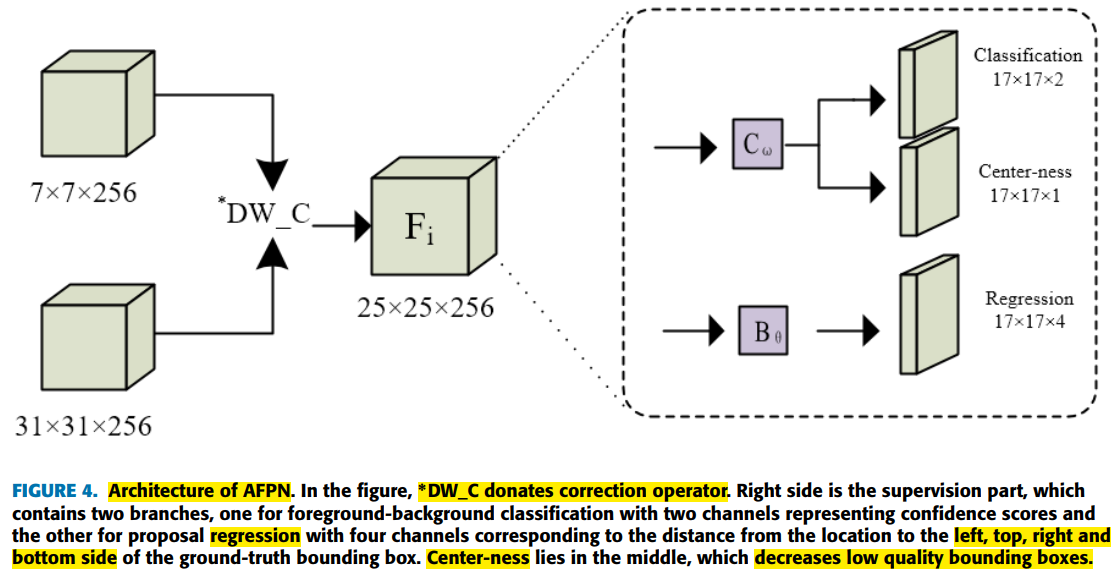 7×7×256
*DW_C
31×31×256
F i
25×25×256
C ω
B θ
Classification
17×17×2
Center-ness
17×17×1
Regression
17×17×4
FIGURE 4. Architecture of AFPN. In the figure, *DW_C donates correction operator. Right side is the supervision part, which
contains two branches, one for foreground-background classification with two channels representing confidence scores and
the other for proposal regression with four channels corresponding to the distance from the location to the left, top, right and
bottom side of the ground-truth bounding box. Center-ness lies in the middle, which decreases low quality bounding boxes.